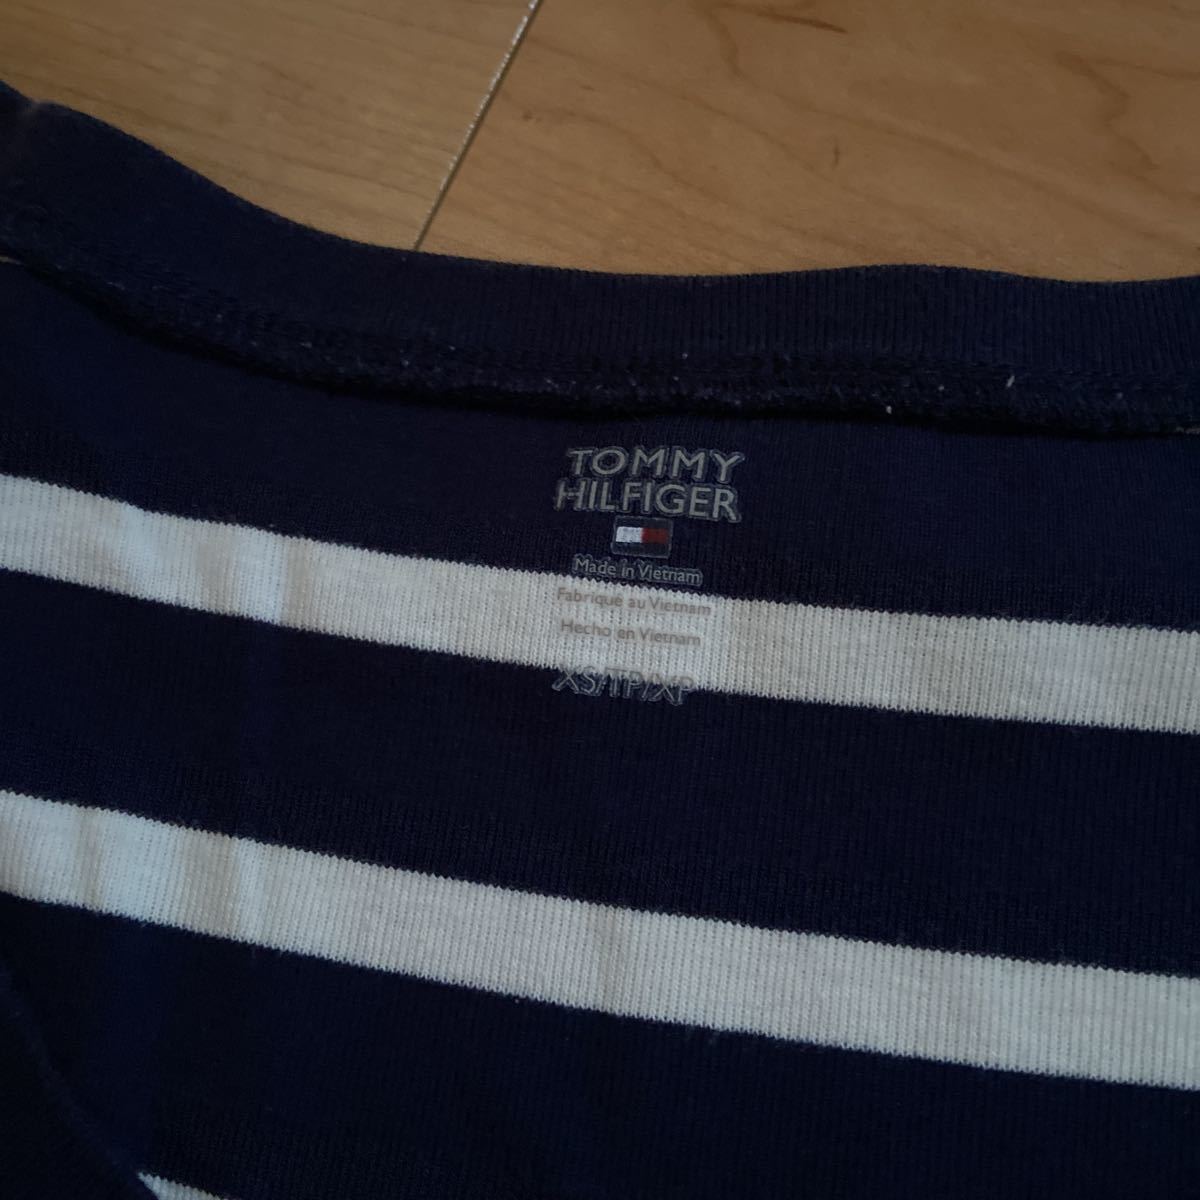 TOMMY
HILFIGER
Made in Vietnam
Fabriqué au Vietnam
Hecho en Vietnam
XS/TP/XP